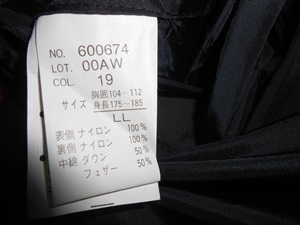 NO. 600674
LOT. 00AW
COL. 19
胸囲104－112
サイズ 身長175－185
LL
表側 ナイロン 100%
裏側 ナイロン 100%
中綿 ダウン 50%
フェザー 50%